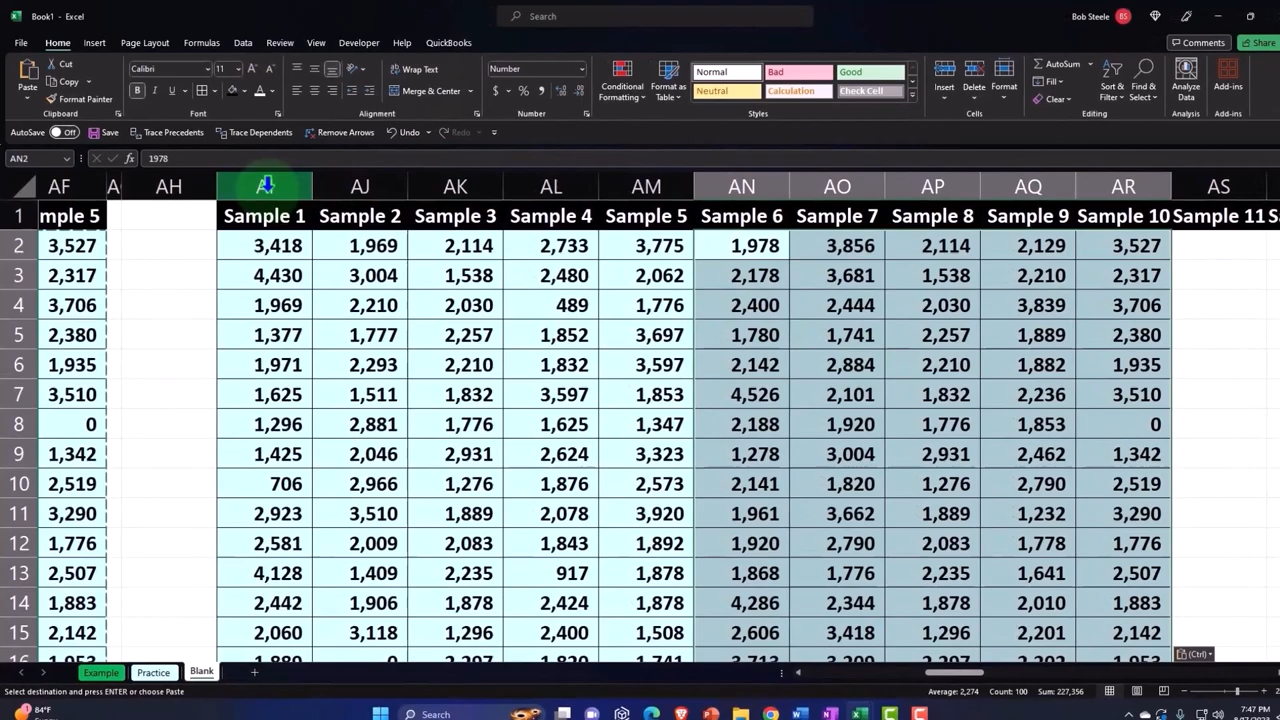 Book1 - Excel
Search
Bob Steele BS
File Home Insert Page Layout Formulas Data Review View Developer Help QuickBooks
Comments Share
Paste
Cut
Copy
Format Painter
Clipboard
Calibri 11
Font
Wrap Text
Merge & Center
Alignment
Number
Number
Conditional Formatting
Format as Table
Normal Bad Good
Neutral Calculation Check Cell
Styles
Insert Delete Format
Cells
AutoSum
Fill
Clear
Sort & Filter
Find & Select
Editing
Analyze Data
Analysis
Add-ins
Add-ins
AutoSave Off Save Trace Precedents Trace Dependents Remove Arrows Undo Redo
AN2 fx 1978
AF AH AJ AK AL AM AN AO AP AQ AR AS
1 mple 5 Sample 1 Sample 2 Sample 3 Sample 4 Sample 5 Sample 6 Sample 7 Sample 8 Sample 9 Sample 10 Sample 11 Sa
2 3,527 3,418 1,969 2,114 2,733 3,775 1,978 3,856 2,114 2,129 3,527
3 2,317 4,430 3,004 1,538 2,480 2,062 2,178 3,681 1,538 2,210 2,317
4 3,706 1,969 2,210 2,030 489 1,776 2,400 2,444 2,030 3,839 3,706
5 2,380 1,377 1,777 2,257 1,852 3,697 1,780 1,741 2,257 1,889 2,380
6 1,935 1,971 2,293 2,210 1,832 3,597 2,142 2,884 2,210 1,882 1,935
7 3,510 1,625 1,511 1,832 3,597 1,853 4,526 2,101 1,832 2,236 3,510
8 0 1,296 2,881 1,776 1,625 1,347 2,188 1,920 1,776 1,853 0
9 1,342 1,425 2,046 2,931 2,624 3,323 1,278 3,004 2,931 2,462 1,342
10 2,519 706 2,966 1,276 1,876 2,573 2,141 1,820 1,276 2,790 2,519
11 3,290 2,923 3,510 1,889 2,078 3,920 1,961 3,662 1,889 1,232 3,290
12 1,776 2,581 2,009 2,083 1,843 1,892 1,920 2,790 2,083 1,778 1,776
13 2,507 4,128 1,409 2,235 917 1,878 1,868 1,776 2,235 1,641 2,507
14 1,883 2,442 1,906 1,878 2,424 1,878 4,286 2,344 1,878 2,010 1,883
15 2,142 2,060 3,118 1,296 2,400 1,508 2,606 3,418 1,296 2,201 2,142
(Ctrl)
Example Practice Blank
Select destination and press ENTER or choose Paste
Average: 2,274 Count: 100 Sum: 227,356
84°F
Search
7:47 PM